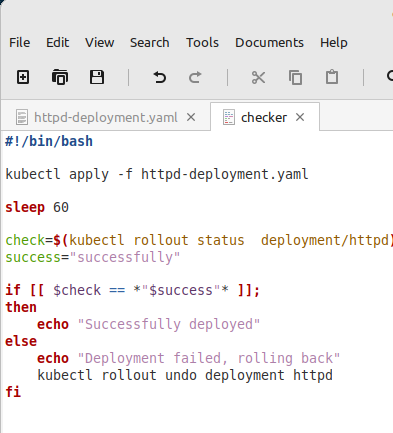 File Edit View Search Tools Documents Help
httpd-deployment.yaml × checker ×
#!/bin/bash
kubectl apply -f httpd-deployment.yaml
sleep 60
check=$(kubectl rollout status  deployment/httpd)
success="successfully"
if [[ $check == *"$success"* ]];
then
    echo "Successfully deployed"
else
    echo "Deployment failed, rolling back"
    kubectl rollout undo deployment httpd
fi